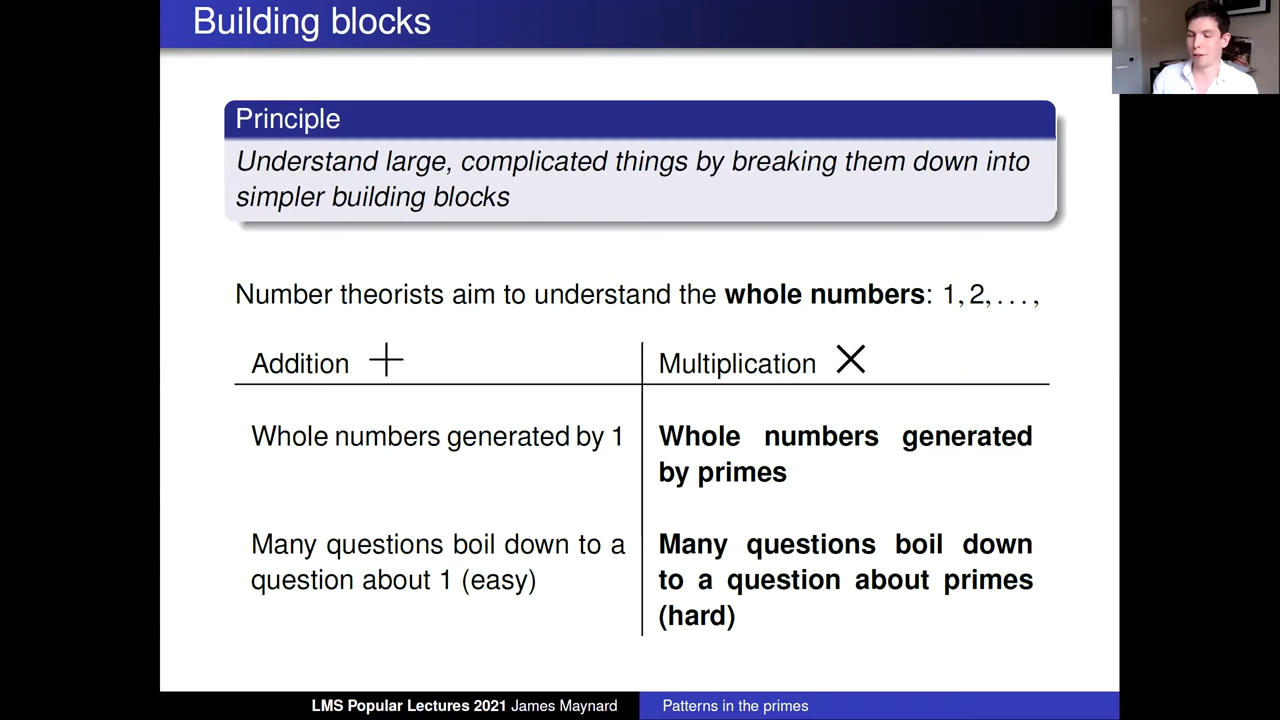 Building blocks
Principle
Understand large, complicated things by breaking them down into
simpler building blocks
Number theorists aim to understand the whole numbers: 1, 2, . . . ,
Addition +
Multiplication ×
Whole numbers generated by 1
Whole numbers generated
by primes
Many questions boil down to a
question about 1 (easy)
Many questions boil down
to a question about primes
(hard)
LMS Popular Lectures 2021 James Maynard
Patterns in the primes